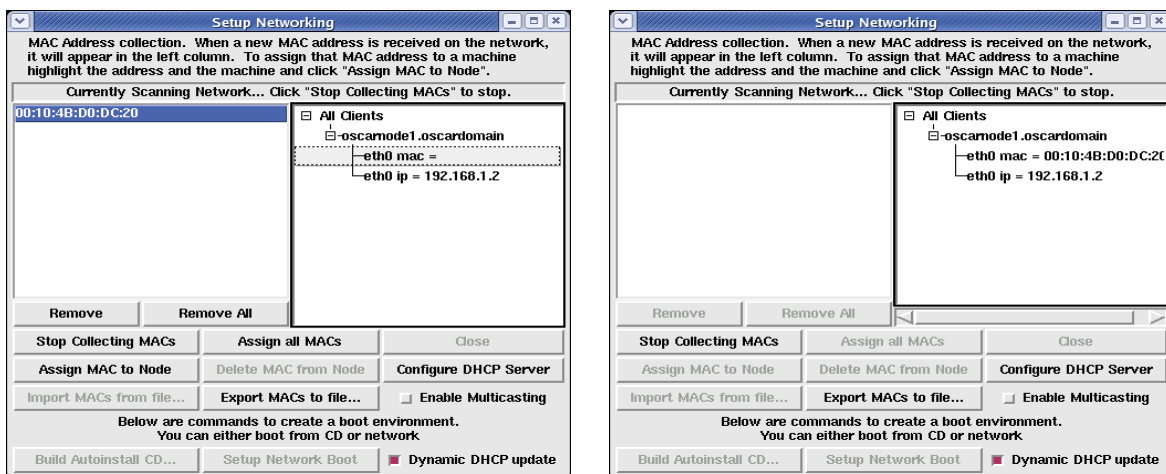 Setup Networking
MAC Address collection. When a new MAC address is received on the network,
it will appear in the left column. To assign that MAC address to a machine
highlight the address and the machine and click "Assign MAC to Node".
Currently Scanning Network... Click "Stop Collecting MACs" to stop.
00:10:4B:D0:DC:20
All Clients
oscarnode1.oscardomain
eth0 mac =
eth0 ip = 192.168.1.2
Remove Remove All
Stop Collecting MACs Assign all MACs Close
Assign MAC to Node Delete MAC from Node Configure DHCP Server
Import MACs from file... Export MACs to file... Enable Multicasting
Below are commands to create a boot environment.
You can either boot from CD or network
Build Autoinstall CD... Setup Network Boot Dynamic DHCP update
Setup Networking
MAC Address collection. When a new MAC address is received on the network,
it will appear in the left column. To assign that MAC address to a machine
highlight the address and the machine and click "Assign MAC to Node".
Currently Scanning Network... Click "Stop Collecting MACs" to stop.
All Clients
oscarnode1.oscardomain
eth0 mac = 00:10:4B:D0:DC:20
eth0 ip = 192.168.1.2
Remove Remove All
Stop Collecting MACs Assign all MACs Close
Assign MAC to Node Delete MAC from Node Configure DHCP Server
Import MACs from file... Export MACs to file... Enable Multicasting
Below are commands to create a boot environment.
You can either boot from CD or network
Build Autoinstall CD... Setup Network Boot Dynamic DHCP update